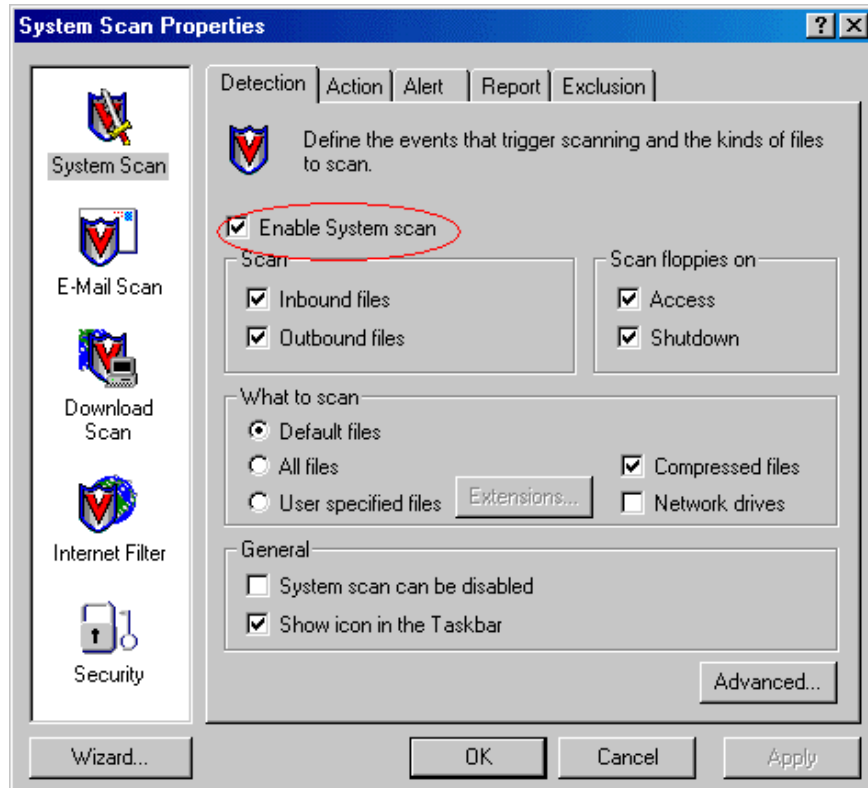 System Scan Properties
System Scan
E-Mail Scan
Download
Scan
Internet Filter
Security
Detection
Action
Alert
Report
Exclusion
Define the events that trigger scanning and the kinds of files
to scan.
Enable System scan
Scan
Inbound files
Outbound files
Scan floppies on
Access
Shutdown
What to scan
Default files
All files
User specified files
Extensions...
Compressed files
Network drives
General
System scan can be disabled
Show icon in the Taskbar
Advanced...
Wizard...
OK
Cancel
Apply